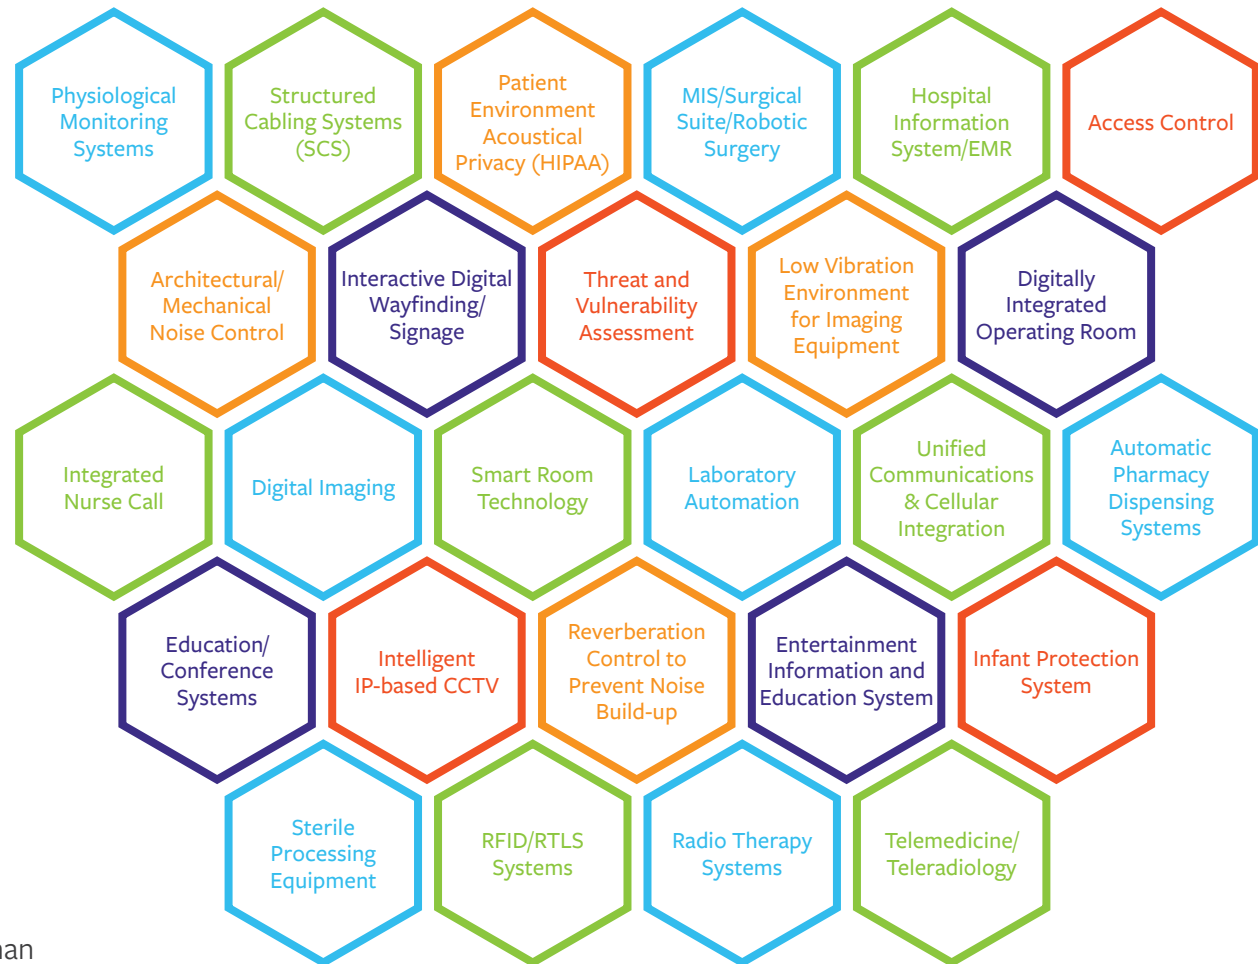 Physiological
Monitoring
Systems
Structured
Cabling Systems
(SCS)
Patient
Environment
Acoustical
Privacy (HIPAA)
MIS/Surgical
Suite/Robotic
Surgery
Hospital
Information
System/EMR
Access Control
Architectural/
Mechanical
Noise Control
Interactive Digital
Wayfinding/
Signage
Threat and
Vulnerability
Assessment
Low Vibration
Environment
for Imaging
Equipment
Digitally
Integrated
Operating Room
Integrated
Nurse Call
Digital Imaging
Smart Room
Technology
Laboratory
Automation
Unified
Communications
& Cellular
Integration
Automatic
Pharmacy
Dispensing
Systems
Education/
Conference
Systems
Intelligent
IP-based CCTV
Reverberation
Control to
Prevent Noise
Build-up
Entertainment
Information and
Education System
Infant Protection
System
Sterile
Processing
Equipment
RFID/RTLS
Systems
Radio Therapy
Systems
Telemedicine/
Teleradiology